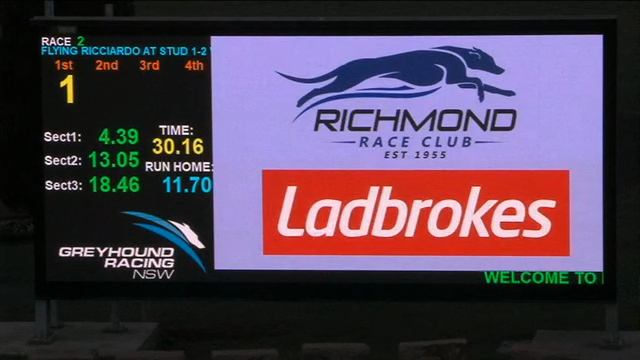 RACE 2
FLYING RICCIARDO AT STUD 1-2
1st 2nd 3rd 4th
1
Sect1: 4.39
Sect2: 13.05
Sect3: 18.46
TIME:
30.16
RUN HOME:
11.70
GREYHOUND
RACING
NSW
RICHMOND
RACE CLUB
EST 1955
Ladbrokes
WELCOME TO